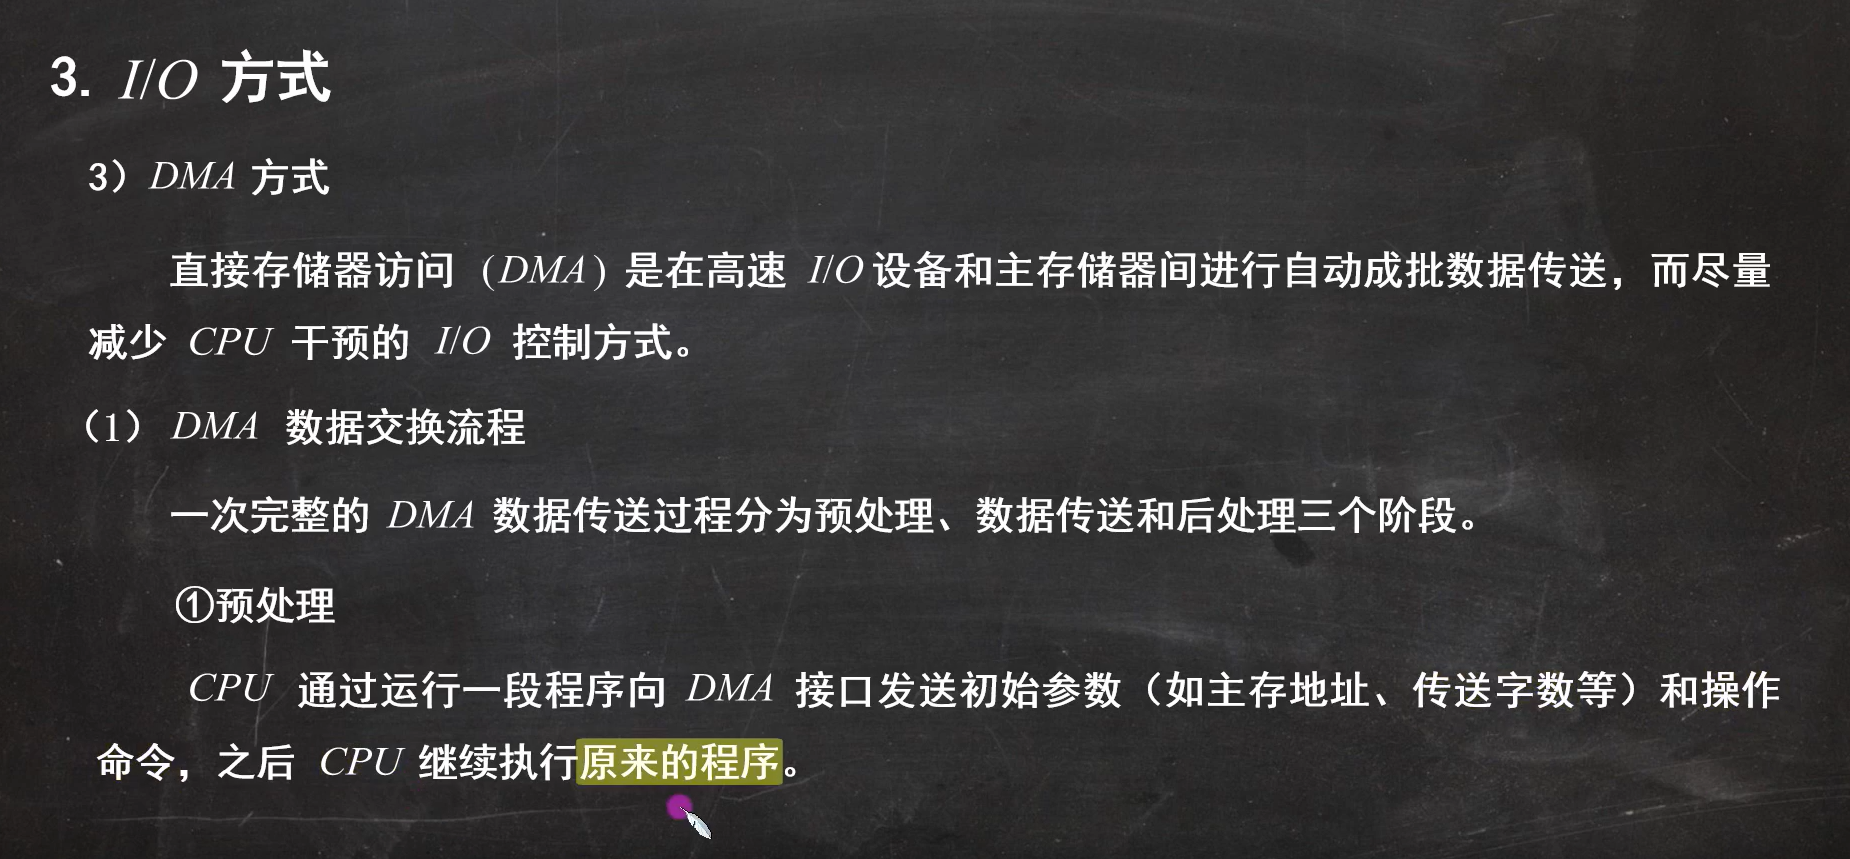 3. I/O 方式
3）DMA 方式
直接存储器访问（DMA）是在高速 I/O 设备和主存储器间进行自动成批数据传送，而尽量
减少 CPU 干预的 I/O 控制方式。
（1） DMA 数据交换流程
一次完整的 DMA 数据传送过程分为预处理、数据传送和后处理三个阶段。
①预处理
CPU 通过运行一段程序向 DMA 接口发送初始参数（如主存地址、传送字数等）和操作
命令，之后 CPU 继续执行原来的程序。